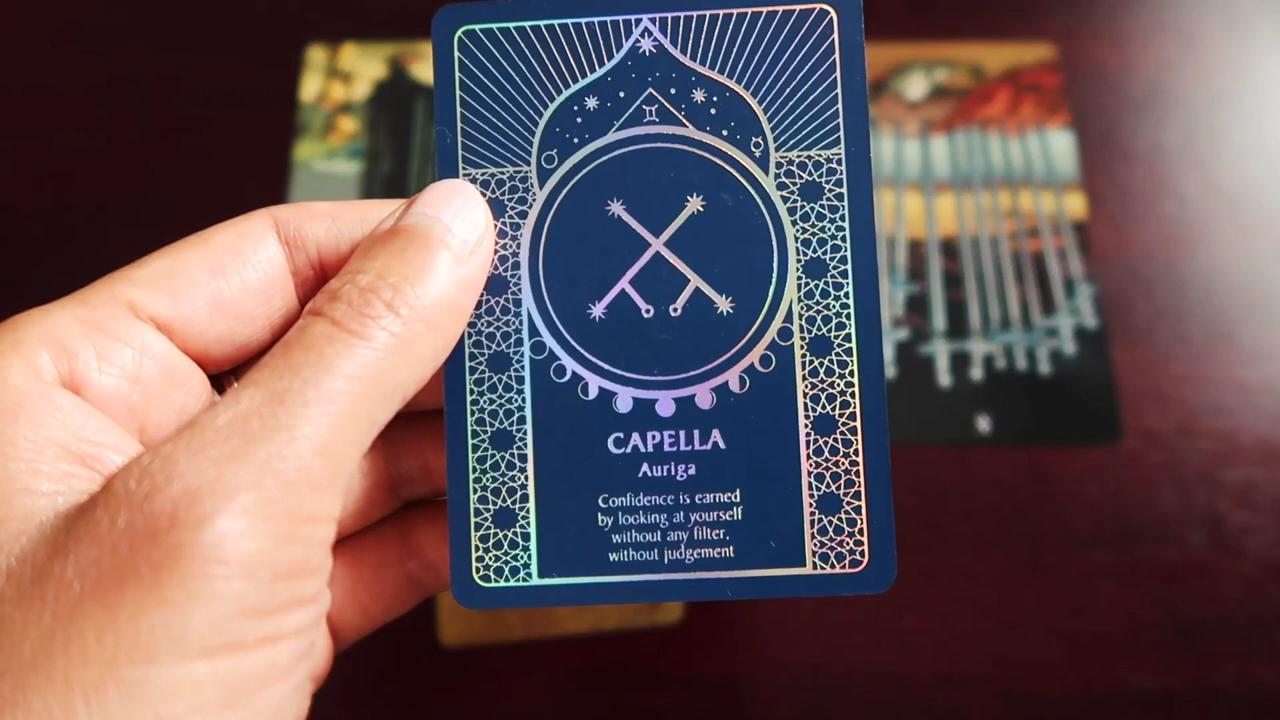 CAPELLA
Auriga
Confidence is earned
by looking at yourself
without any filter,
without judgement